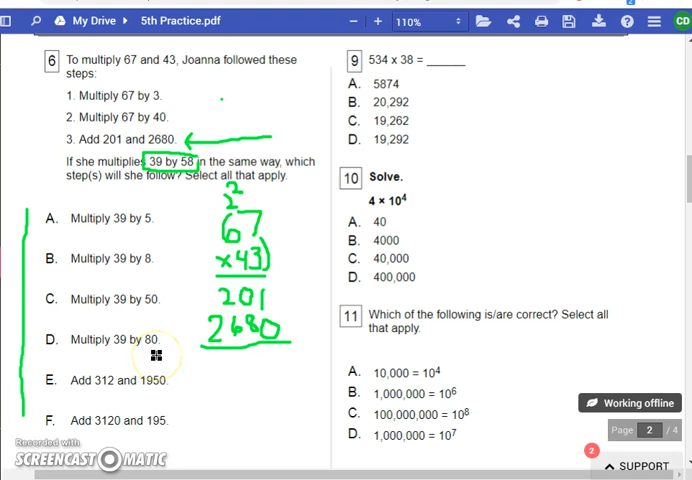 My Drive
5th Practice.pdf
110%
CD
2
6 To multiply 67 and 43, Joanna followed these
steps:
1. Multiply 67 by 3.
2. Multiply 67 by 40.
3. Add 201 and 2680.
If she multiplies 39 by 58 in the same way, which
step(s) will she follow? Select all that apply.
A. Multiply 39 by 5.
B. Multiply 39 by 8.
C. Multiply 39 by 50.
D. Multiply 39 by 80.
E. Add 312 and 1950.
F. Add 3120 and 195.
2 2
67
×43
201
2680
9 534 x 38 = ______
A. 5874
B. 20,292
C. 19,262
D. 19,292
10 Solve.
4 × 10⁴
A. 40
B. 4000
C. 40,000
D. 400,000
11 Which of the following is/are correct? Select all
that apply.
A. 10,000 = 10⁴
B. 1,000,000 = 10⁶
C. 100,000,000 = 10⁸
D. 1,000,000 = 10⁷
Working offline
Page 2 / 4
2
SUPPORT
Recorded with
SCREENCAST O MATIC